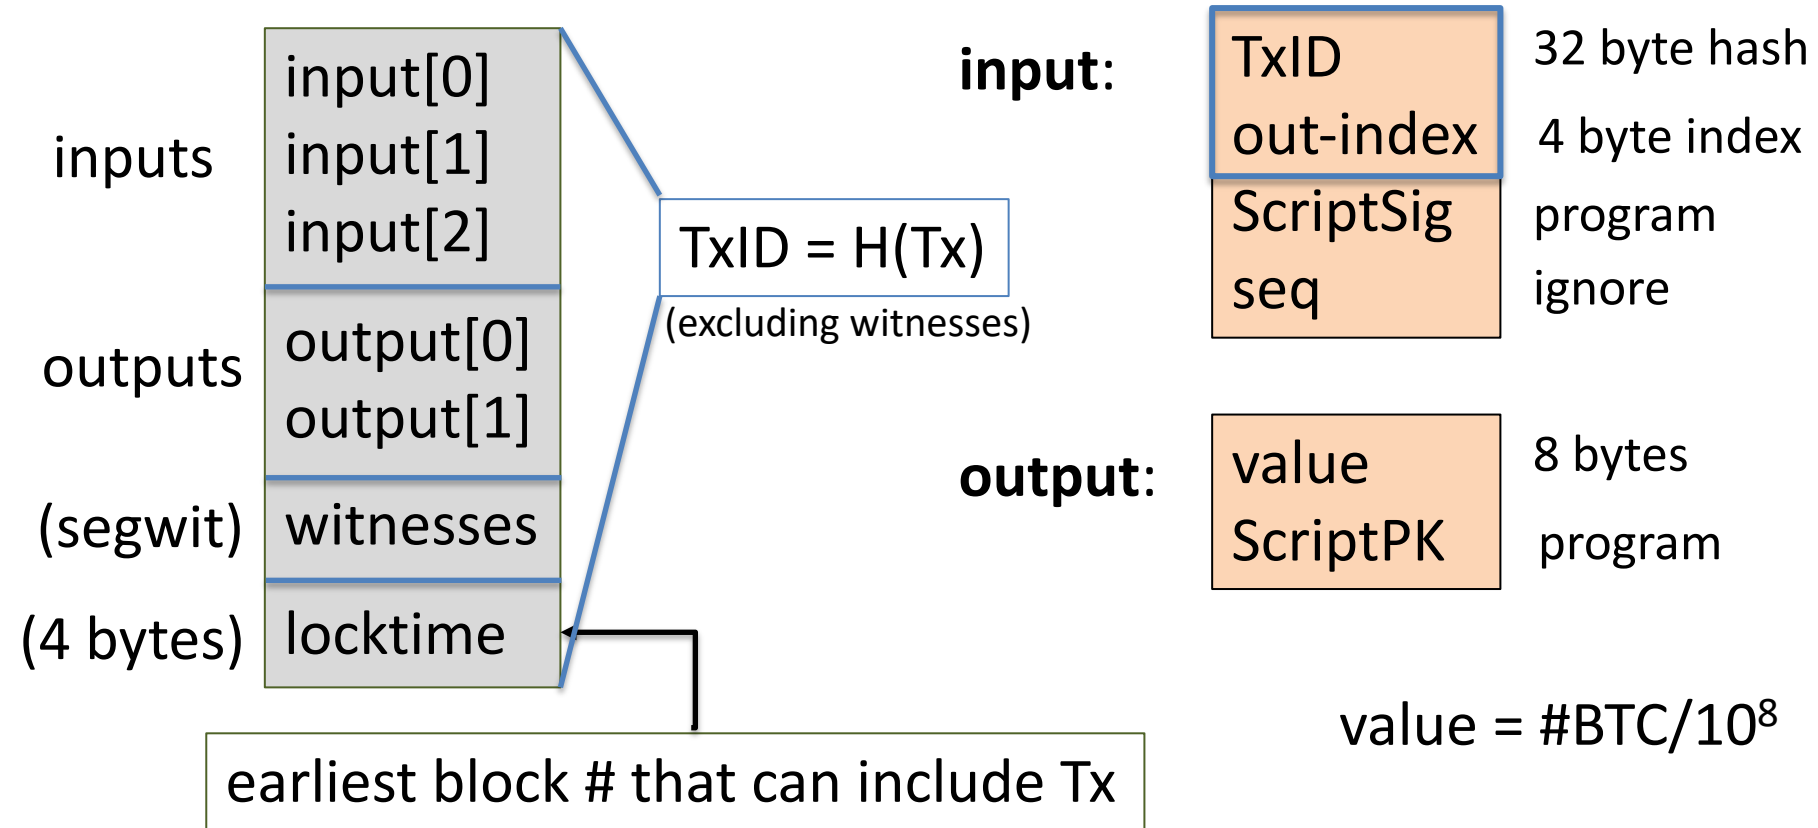 inputs
input[0]
input[1]
input[2]
outputs
output[0]
output[1]
(segwit) witnesses
(4 bytes) locktime
TxID = H(Tx)
(excluding witnesses)
earliest block # that can include Tx
input:
TxID 32 byte hash
out-index 4 byte index
ScriptSig program
seq ignore
output:
value 8 bytes
ScriptPK program
value = #BTC/10⁸